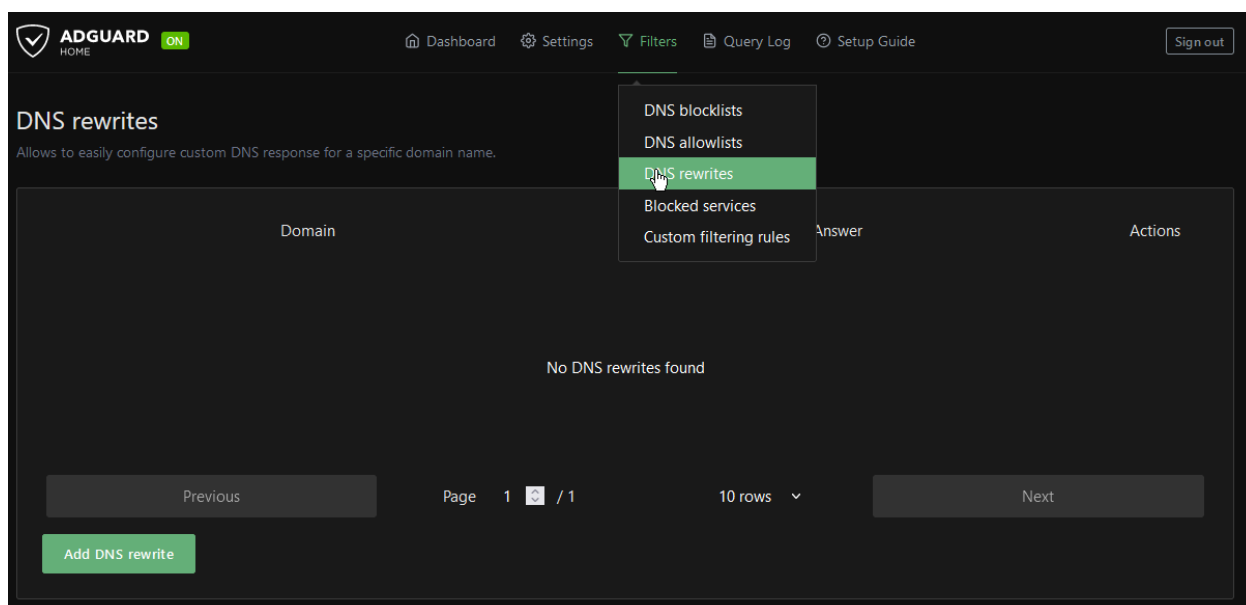 ADGUARD ON
HOME
Dashboard Settings Filters Query Log Setup Guide Sign out
DNS rewrites
Allows to easily configure custom DNS response for a specific domain name.
DNS blocklists
DNS allowlists
DNS rewrites
Blocked services
Custom filtering rules
Domain Answer Actions
No DNS rewrites found
Previous Page 1 / 1 10 rows Next
Add DNS rewrite